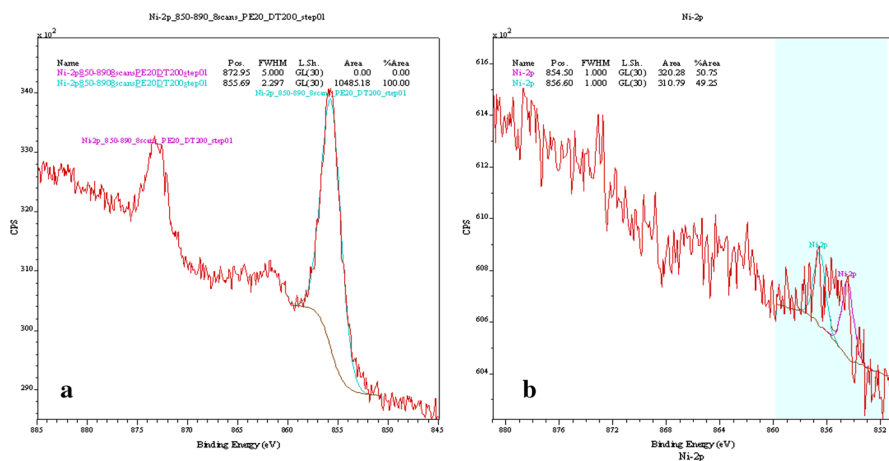 Ni-2p_850-890_8scans_PE20_DT200_step01
x 10²
Name Pos. FWHM L.Sh. Area %Area
Ni-2p850-8908scansPE20DT200step01 872.95 5.000 GL(30) 0.00 0.00
Ni-2p850-8908scansPE20DT200step01 855.69 2.297 GL(30) 10485.18 100.00
Ni-2p_850-890_8scans_PE20_DT200_step01
Ni-2p_850-890_8scans_PE20_DT200_step01
340
330
320
310
300
290
CPS
a
885 880 875 870 865 860 855 850 845
Binding Energy (eV)
Ni-2p
x 10²
Name Pos. FWHM L.Sh. Area %Area
Ni-2p 854.50 1.000 GL(30) 320.28 50.75
Ni-2p 856.60 1.000 GL(30) 310.79 49.25
616
614
612
610
608
606
604
CPS
Ni-2p
Ni-2p
b
880 876 872 868 864 860 856 852
Binding Energy (eV)
Ni-2p